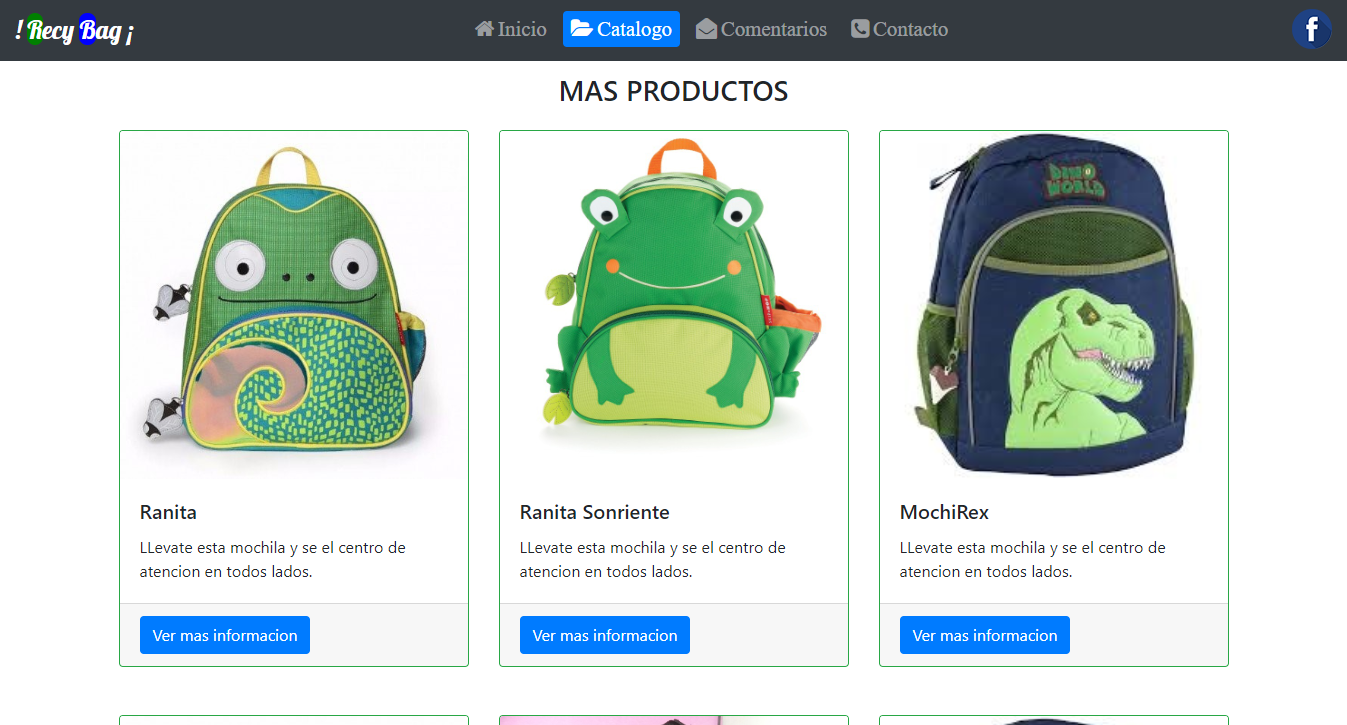 ! Recy Bag ¡
Inicio
Catalogo
Comentarios
Contacto
f
MAS PRODUCTOS
DINO
WORLD
Ranita
LLevate esta mochila y se el centro de
atencion en todos lados.
Ver mas informacion
Ranita Sonriente
LLevate esta mochila y se el centro de
atencion en todos lados.
Ver mas informacion
MochiRex
LLevate esta mochila y se el centro de
atencion en todos lados.
Ver mas informacion